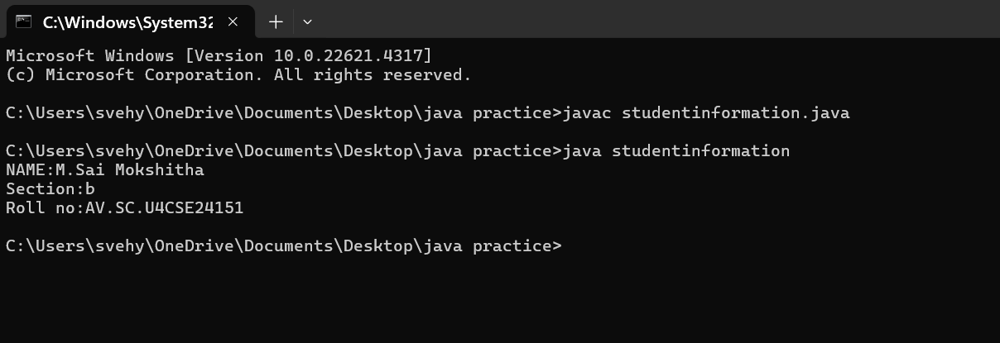 C:\Windows\System32
Microsoft Windows [Version 10.0.22621.4317]
(c) Microsoft Corporation. All rights reserved.
C:\Users\svehy\OneDrive\Documents\Desktop\java practice>javac studentinformation.java
C:\Users\svehy\OneDrive\Documents\Desktop\java practice>java studentinformation
NAME:M.Sai Mokshitha
Section:b
Roll no:AV.SC.U4CSE24151
C:\Users\svehy\OneDrive\Documents\Desktop\java practice>